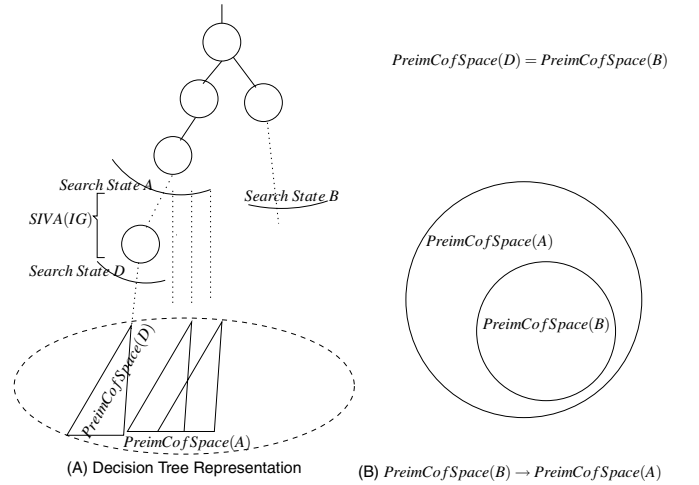 PreimCofSpace(D) = PreimCofSpace(B)
Search State A
Search State B
SIVA(IG)
Search State D
PreimCofSpace(A)
PreimCofSpace(B)
PreimCofSpace(D)
PreimCofSpace(A)
(A) Decision Tree Representation
(B) PreimCofSpace(B) → PreimCofSpace(A)